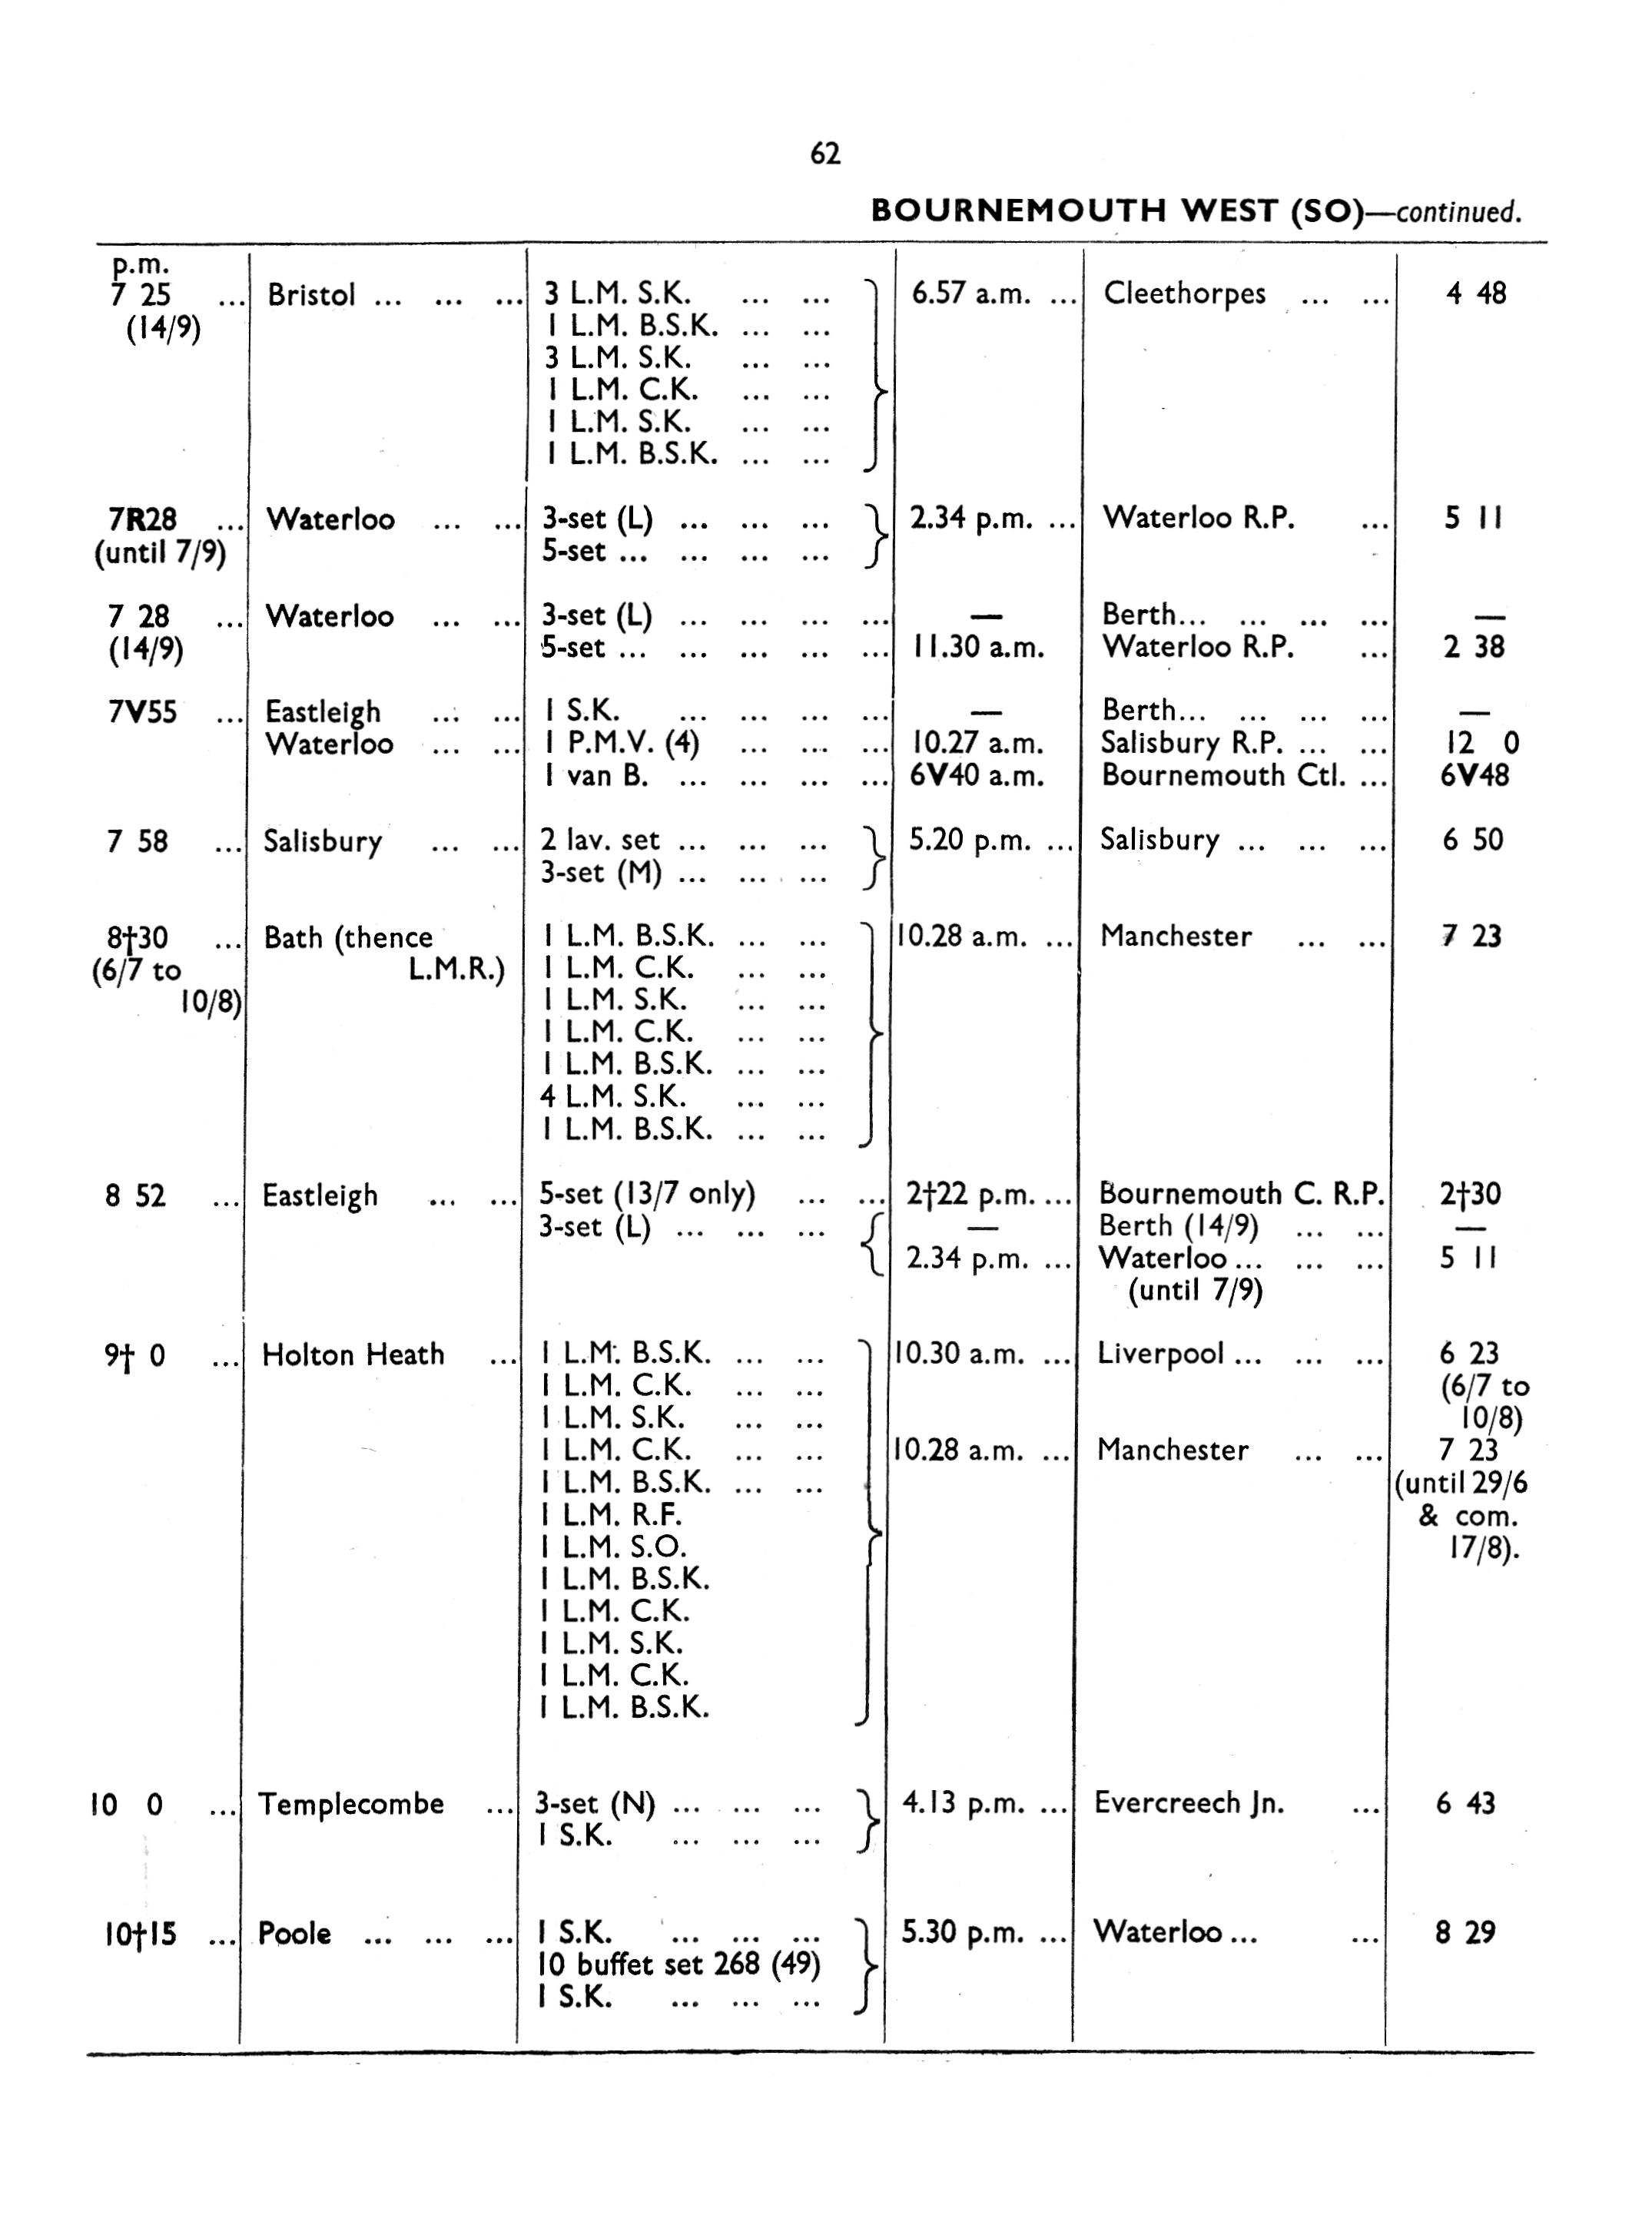 62
BOURNEMOUTH WEST (SO)—continued.
p.m.
7 25 ... Bristol ... ... ... 3 L.M. S.K. ... ... 6.57 a.m. ... Cleethorpes ... ... 4 48
(14/9) 1 L.M. B.S.K. ... ...
3 L.M. S.K. ... ...
1 L.M. C.K. ... ...
1 L.M. S.K. ... ...
1 L.M. B.S.K. ... ...
7R28 ... Waterloo ... ... 3-set (L) ... ... ... 2.34 p.m. ... Waterloo R.P. ... 5 11
(until 7/9) 5-set ... ... ... ...
7 28 ... Waterloo ... ... 3-set (L) ... ... ... ... — Berth... ... ... ... —
(14/9) 5-set ... ... ... ... ... 11.30 a.m. Waterloo R.P. ... 2 38
7V55 ... Eastleigh ... ... 1 S.K. ... ... ... ... — Berth... ... ... ... —
Waterloo ... ... 1 P.M.V. (4) ... ... ... 10.27 a.m. Salisbury R.P. ... ... 12 0
1 van B. ... ... ... ... 6V40 a.m. Bournemouth Ctl. ... 6V48
7 58 ... Salisbury ... ... 2 lav. set ... ... ... 5.20 p.m. ... Salisbury ... ... ... 6 50
3-set (M) ... ... ...
8†30 ... Bath (thence 1 L.M. B.S.K. ... ... 10.28 a.m. ... Manchester ... ... 7 23
(6/7 to L.M.R.) 1 L.M. C.K. ... ...
10/8) 1 L.M. S.K. ... ...
1 L.M. C.K. ... ...
1 L.M. B.S.K. ... ...
4 L.M. S.K. ... ...
1 L.M. B.S.K. ... ...
8 52 ... Eastleigh ... ... 5-set (13/7 only) ... ... 2†22 p.m. ... Bournemouth C. R.P. 2†30
3-set (L) ... ... ... — Berth (14/9) ... ... —
2.34 p.m. ... Waterloo ... ... ... 5 11
(until 7/9)
9† 0 ... Holton Heath ... 1 L.M. B.S.K. ... ... 10.30 a.m. ... Liverpool ... ... ... 6 23
1 L.M. C.K. ... ... (6/7 to
1 L.M. S.K. ... ... 10/8)
1 L.M. C.K. ... ... 10.28 a.m. ... Manchester ... ... 7 23
1 L.M. B.S.K. ... ... (until 29/6
1 L.M. R.F. & com.
1 L.M. S.O. 17/8).
1 L.M. B.S.K.
1 L.M. C.K.
1 L.M. S.K.
1 L.M. C.K.
1 L.M. B.S.K.
10 0 ... Templecombe ... 3-set (N) ... ... ... 4.13 p.m. ... Evercreech Jn. ... 6 43
1 S.K. ... ... ...
10†15 ... Poole ... ... ... 1 S.K. ... ... ... 5.30 p.m. ... Waterloo ... ... 8 29
10 buffet set 268 (49)
1 S.K. ... ... ...